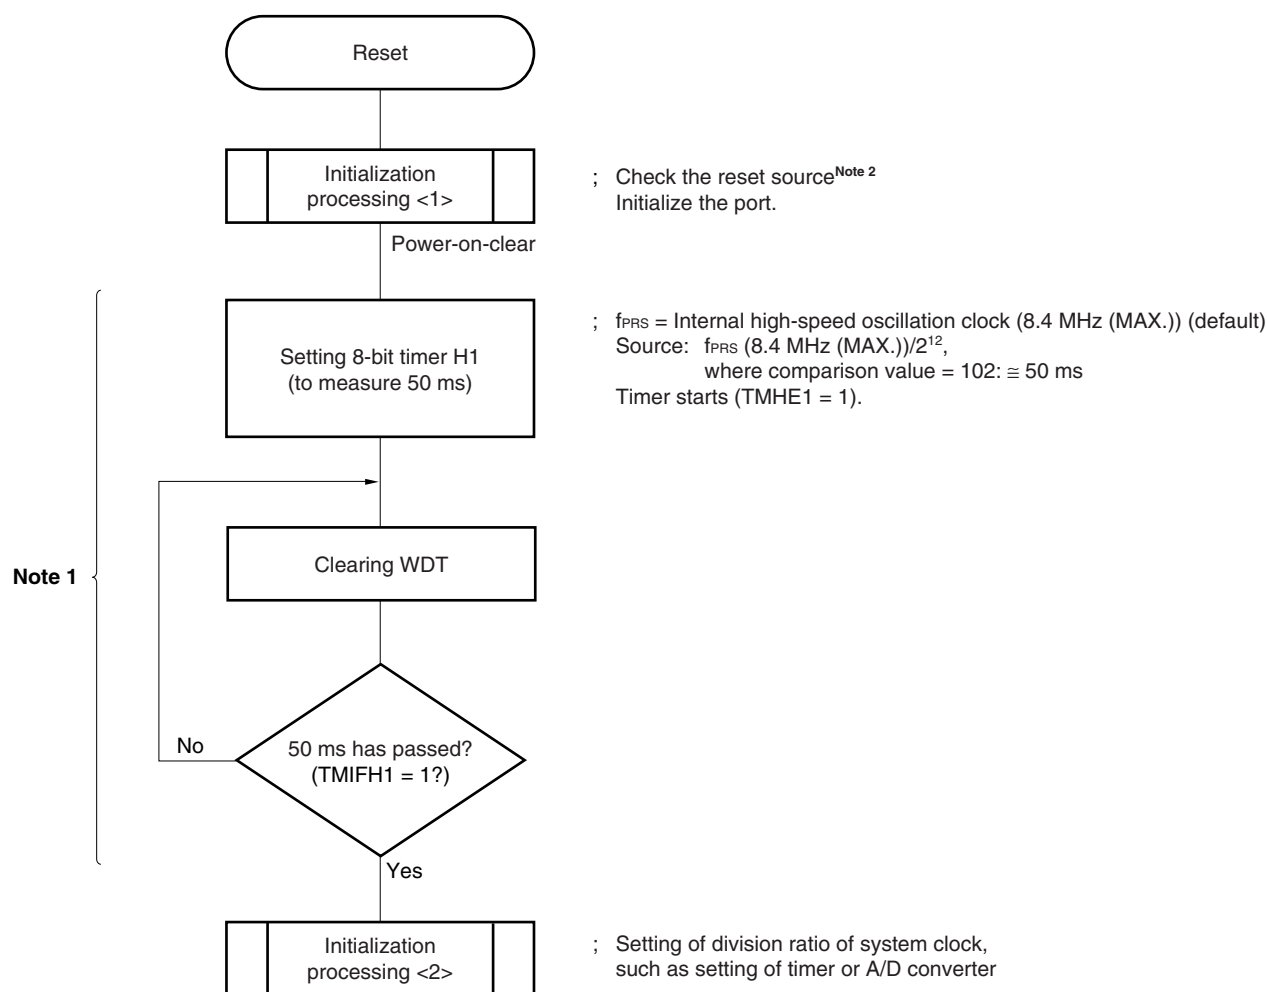 Reset
Initialization
processing <1>
; Check the reset sourceNote 2
Initialize the port.
Power-on-clear
Setting 8-bit timer H1
(to measure 50 ms)
; fPRS = Internal high-speed oscillation clock (8.4 MHz (MAX.)) (default)
Source: fPRS (8.4 MHz (MAX.))/2¹²,
where comparison value = 102: ≅ 50 ms
Timer starts (TMHE1 = 1).
Clearing WDT
Note 1
No
50 ms has passed?
(TMIFH1 = 1?)
Yes
Initialization
processing <2>
; Setting of division ratio of system clock,
such as setting of timer or A/D converter